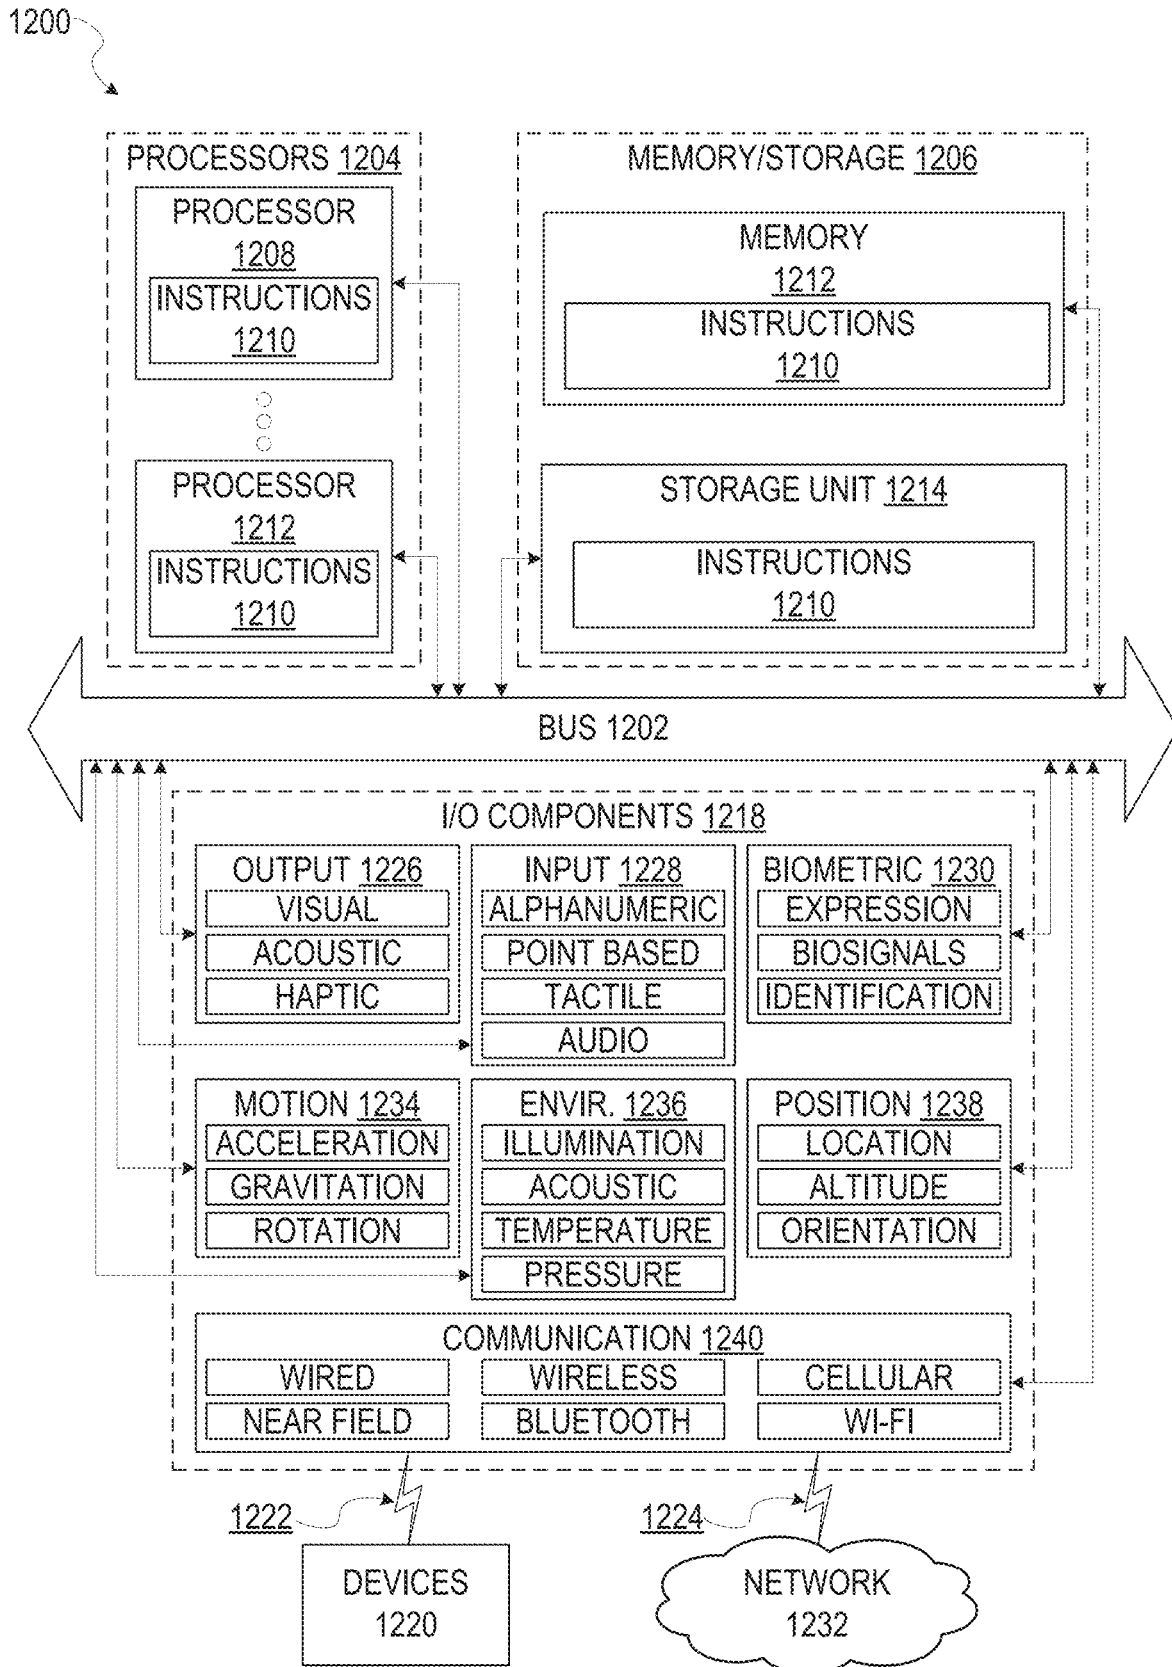 1200
PROCESSORS 1204
PROCESSOR
1208
INSTRUCTIONS
1210
PROCESSOR
1212
INSTRUCTIONS
1210
MEMORY/STORAGE 1206
MEMORY
1212
INSTRUCTIONS
1210
STORAGE UNIT 1214
INSTRUCTIONS
1210
BUS 1202
I/O COMPONENTS 1218
OUTPUT 1226
VISUAL
ACOUSTIC
HAPTIC
INPUT 1228
ALPHANUMERIC
POINT BASED
TACTILE
AUDIO
BIOMETRIC 1230
EXPRESSION
BIOSIGNALS
IDENTIFICATION
MOTION 1234
ACCELERATION
GRAVITATION
ROTATION
ENVIR. 1236
ILLUMINATION
ACOUSTIC
TEMPERATURE
PRESSURE
POSITION 1238
LOCATION
ALTITUDE
ORIENTATION
COMMUNICATION 1240
WIRED
WIRELESS
CELLULAR
NEAR FIELD
BLUETOOTH
WI-FI
1222
1224
DEVICES
1220
NETWORK
1232